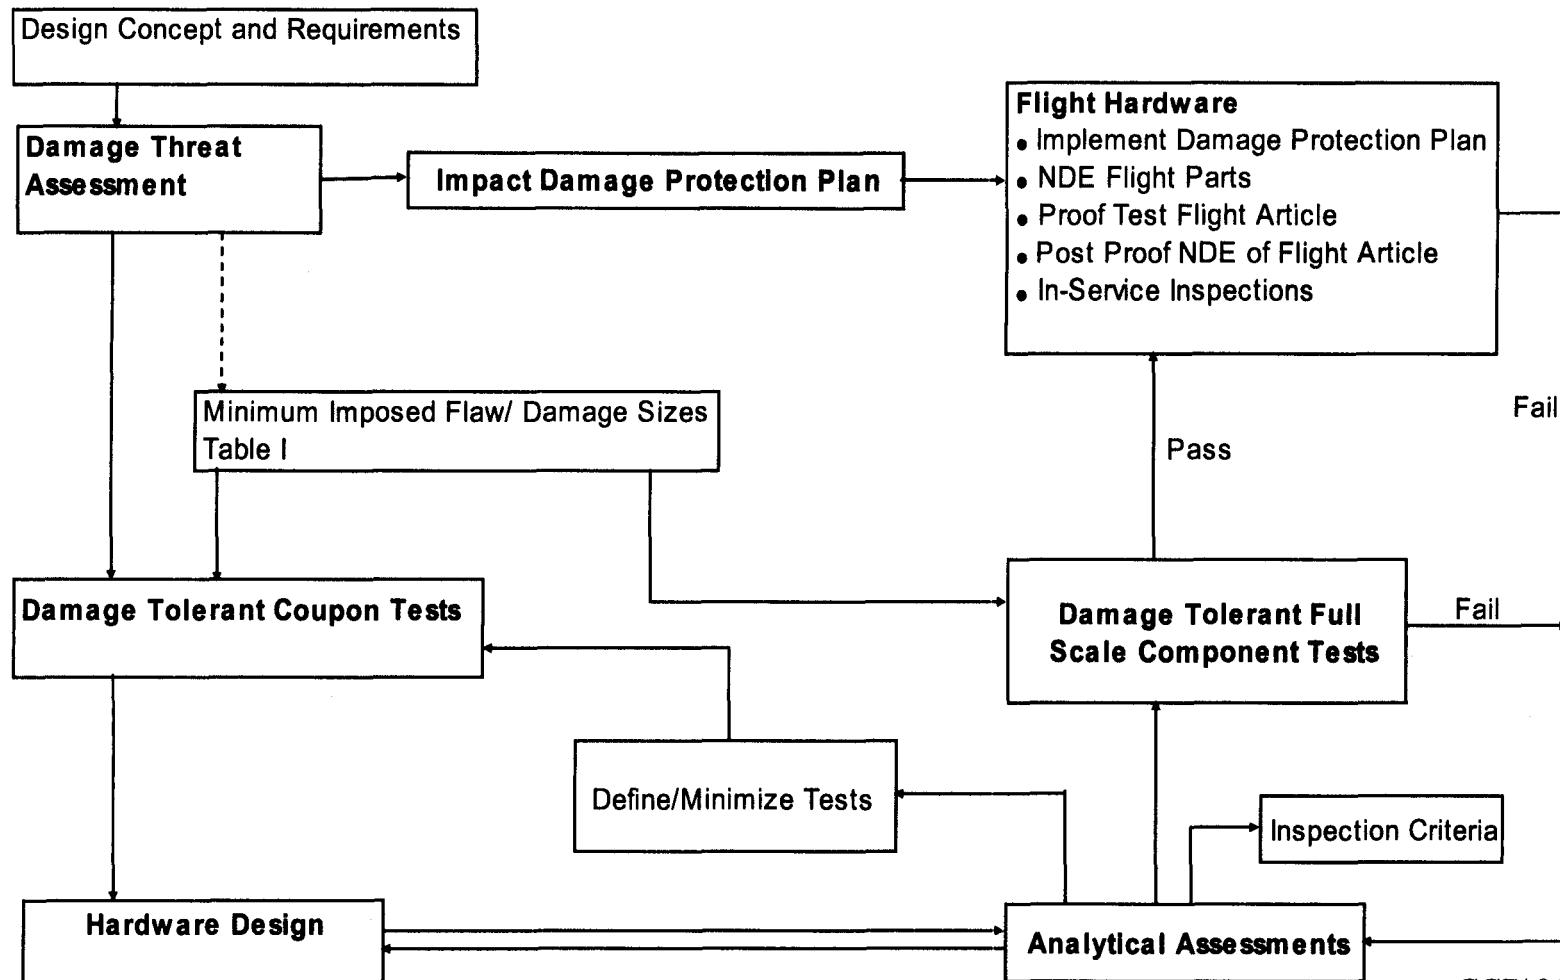 Design Concept and Requirements
Damage Threat
Assessment
Impact Damage Protection Plan
Flight Hardware
• Implement Damage Protection Plan
• NDE Flight Parts
• Proof Test Flight Article
• Post Proof NDE of Flight Article
• In-Service Inspections
Minimum Imposed Flaw/ Damage Sizes
Table I
Fail
Pass
Damage Tolerant Coupon Tests
Damage Tolerant Full
Scale Component Tests
Fail
Define/Minimize Tests
Inspection Criteria
Hardware Design
Analytical Assessments